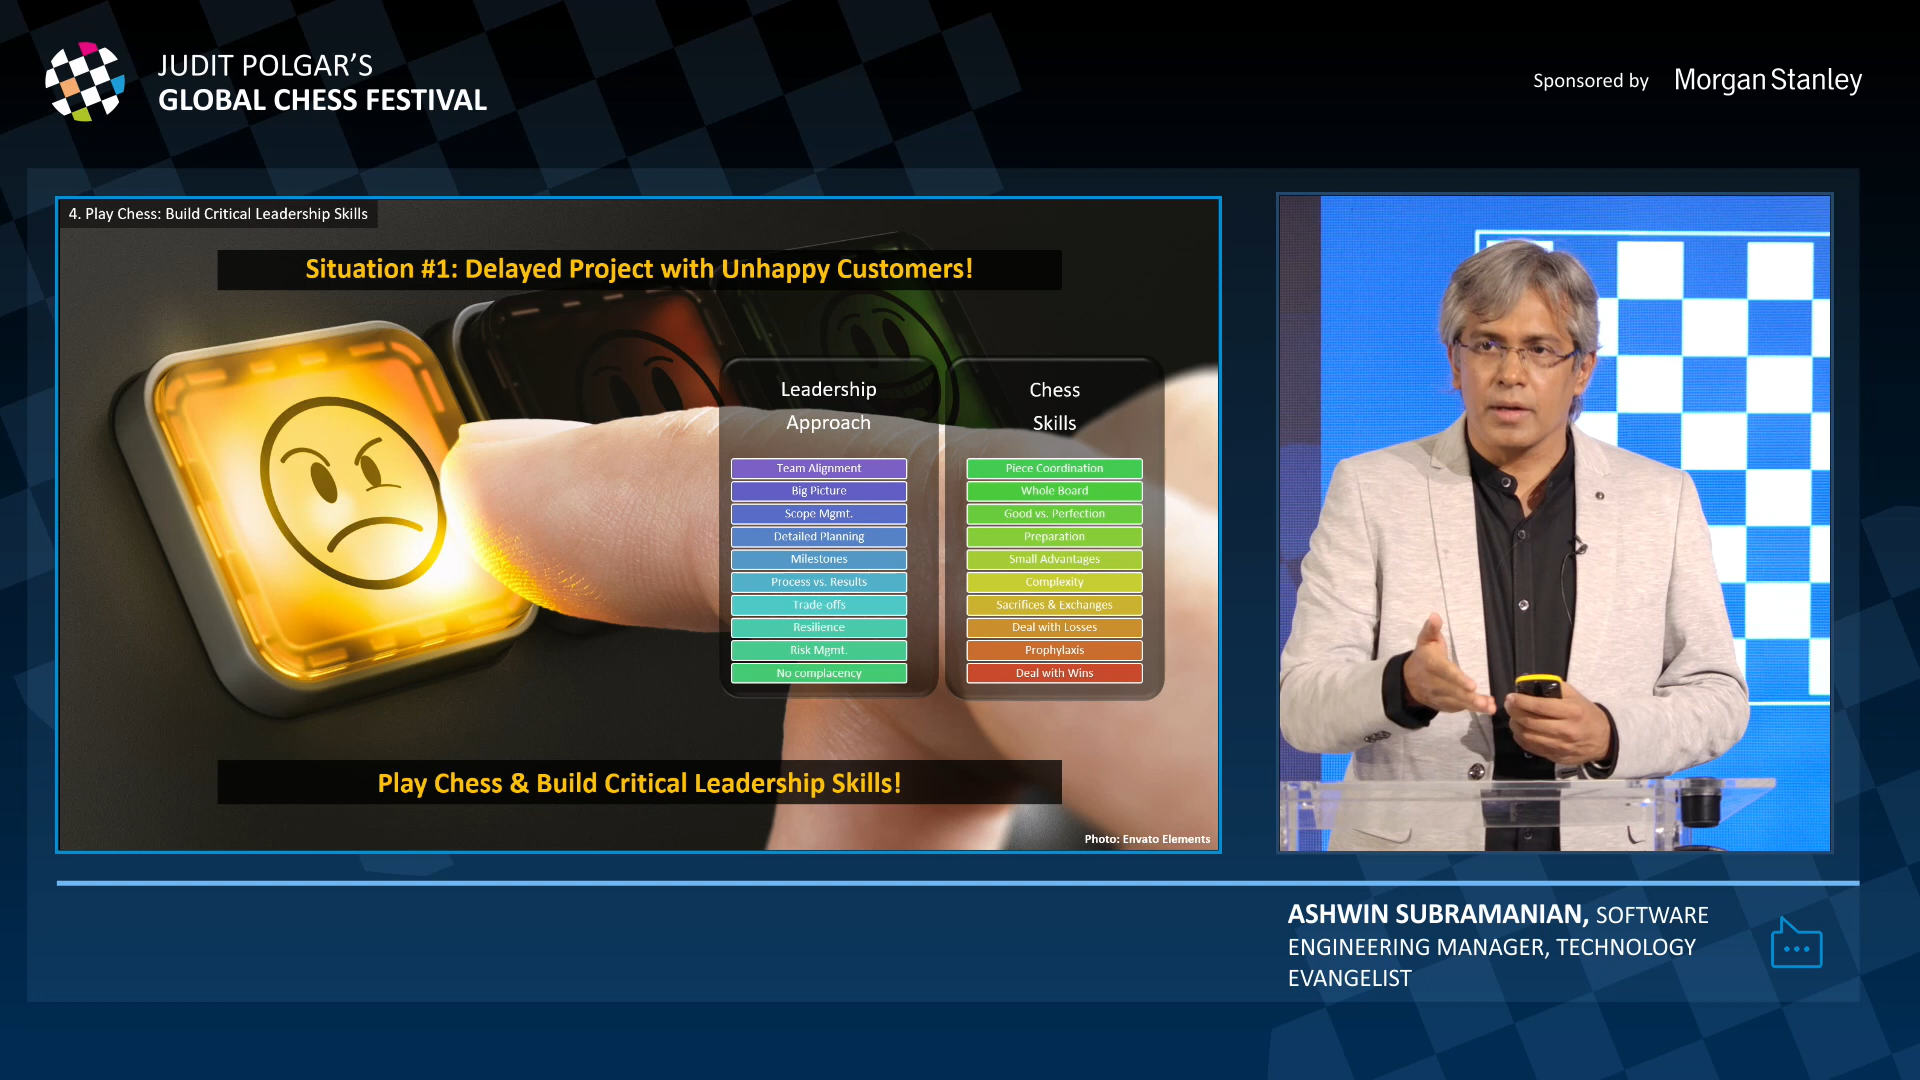 JUDIT POLGAR'S
GLOBAL CHESS FESTIVAL
Sponsored by Morgan Stanley
4. Play Chess: Build Critical Leadership Skills
Situation #1: Delayed Project with Unhappy Customers!
Leadership
Approach
Team Alignment
Big Picture
Scope Mgmt.
Detailed Planning
Milestones
Process vs. Results
Trade-offs
Resilience
Risk Mgmt.
No complacency
Chess
Skills
Piece Coordination
Whole Board
Good vs. Perfection
Preparation
Small Advantages
Complexity
Sacrifices & Exchanges
Deal with Losses
Prophylaxis
Deal with Wins
Play Chess & Build Critical Leadership Skills!
Photo: Envato Elements
ASHWIN SUBRAMANIAN, SOFTWARE
ENGINEERING MANAGER, TECHNOLOGY
EVANGELIST